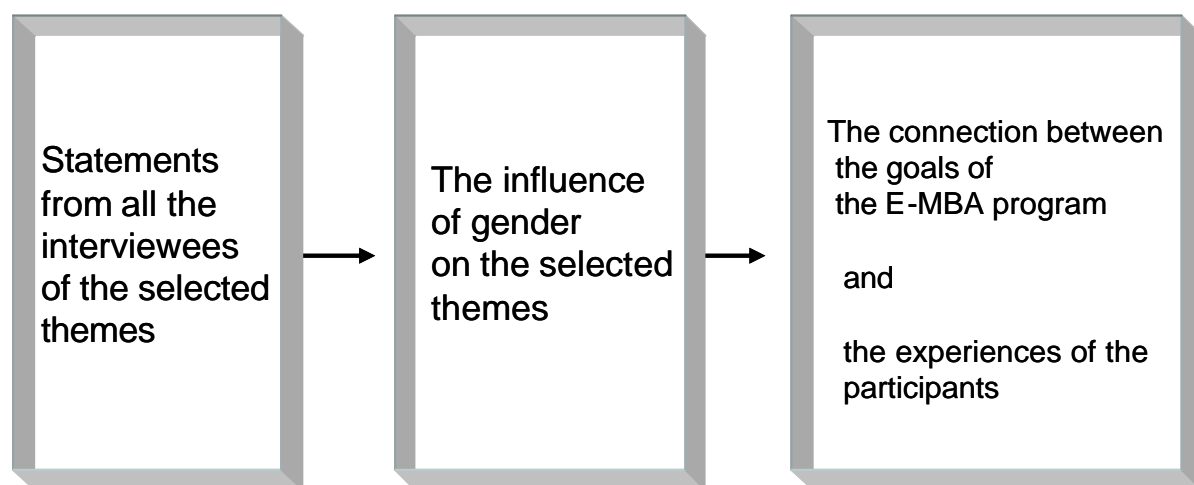 Statements
from all the
interviewees
of the selected
themes
The influence
of gender
on the selected
themes
The connection between
the goals of
the E-MBA program
and
the experiences of the
participants